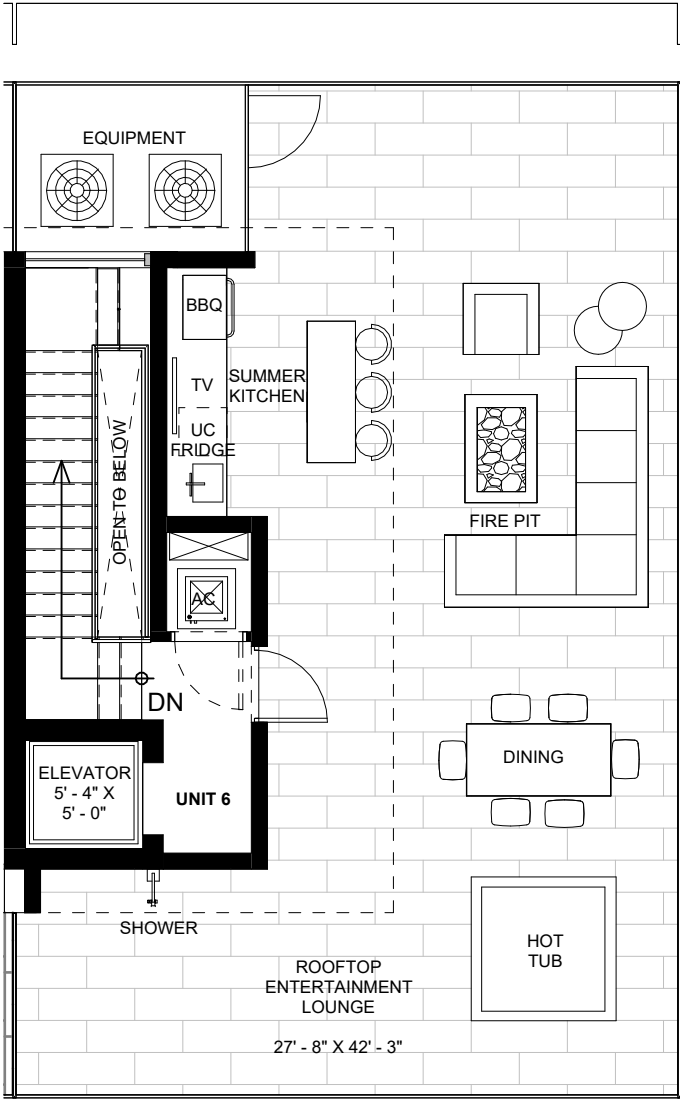 EQUIPMENT
BBQ
TV
SUMMER
KITCHEN
UC
FRIDGE
OPEN TO BELOW
FIRE PIT
AC
DN
DINING
ELEVATOR
5' - 4" X
5' - 0"
UNIT 6
SHOWER
HOT
TUB
ROOFTOP
ENTERTAINMENT
LOUNGE
27' - 8" X 42' - 3"